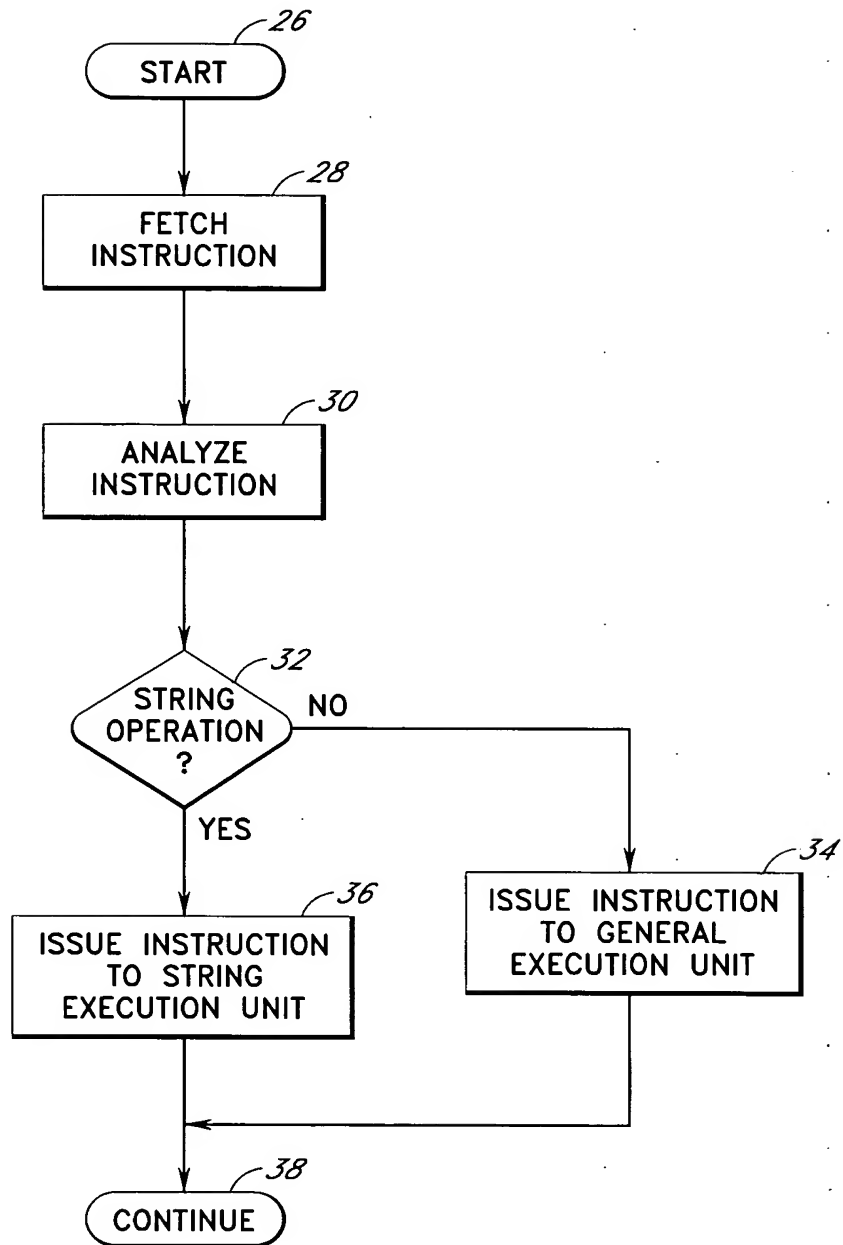 26
START
28
FETCH
INSTRUCTION
30
ANALYZE
INSTRUCTION
32
STRING
OPERATION
?
NO
YES
34
ISSUE INSTRUCTION
TO GENERAL
EXECUTION UNIT
36
ISSUE INSTRUCTION
TO STRING
EXECUTION UNIT
38
CONTINUE